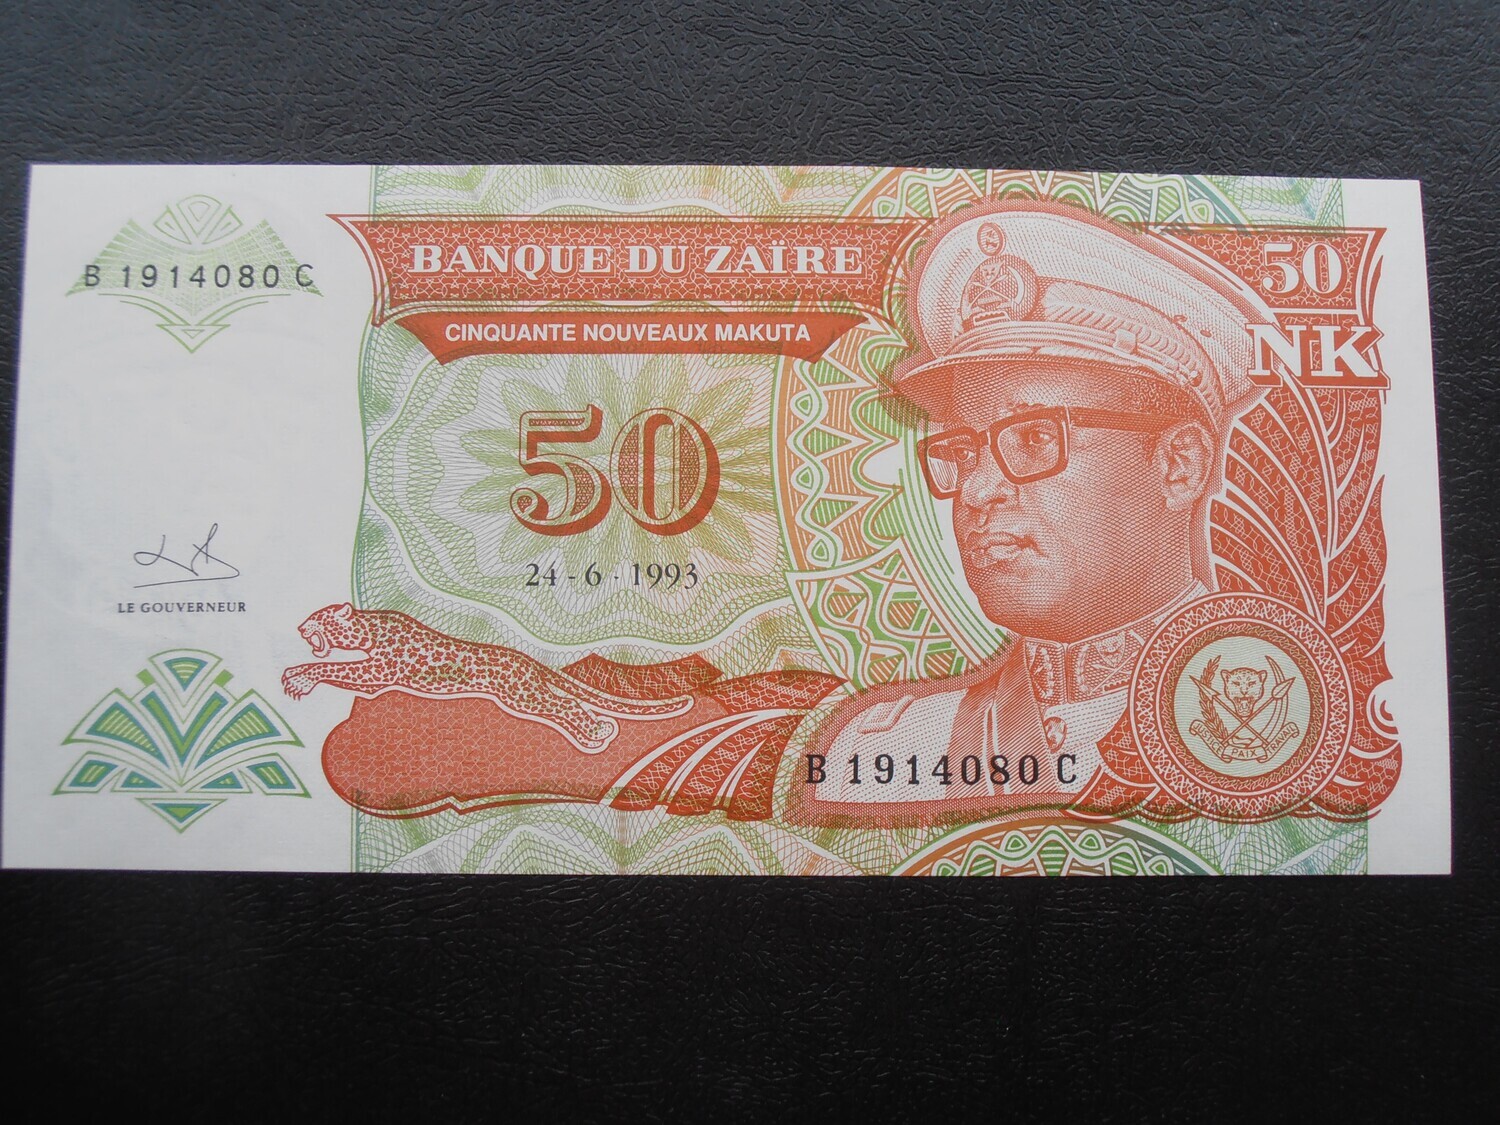 BANQUE DU ZAÏRE
50
NK
B 1914080 C
CINQUANTE NOUVEAUX MAKUTA
50
24 - 6 - 1993
LE GOUVERNEUR
JUSTICE PAIX TRAVAIL
B 1914080 C